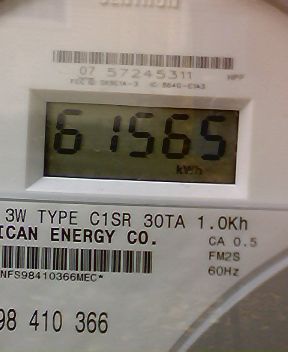 07 57245311 HPF
61565
kWh
3W TYPE C1SR 30TA 1.0Kh
ICAN ENERGY CO.
CA 0.5
FM2S
60Hz
NFS98410366MEC*
98 410 366